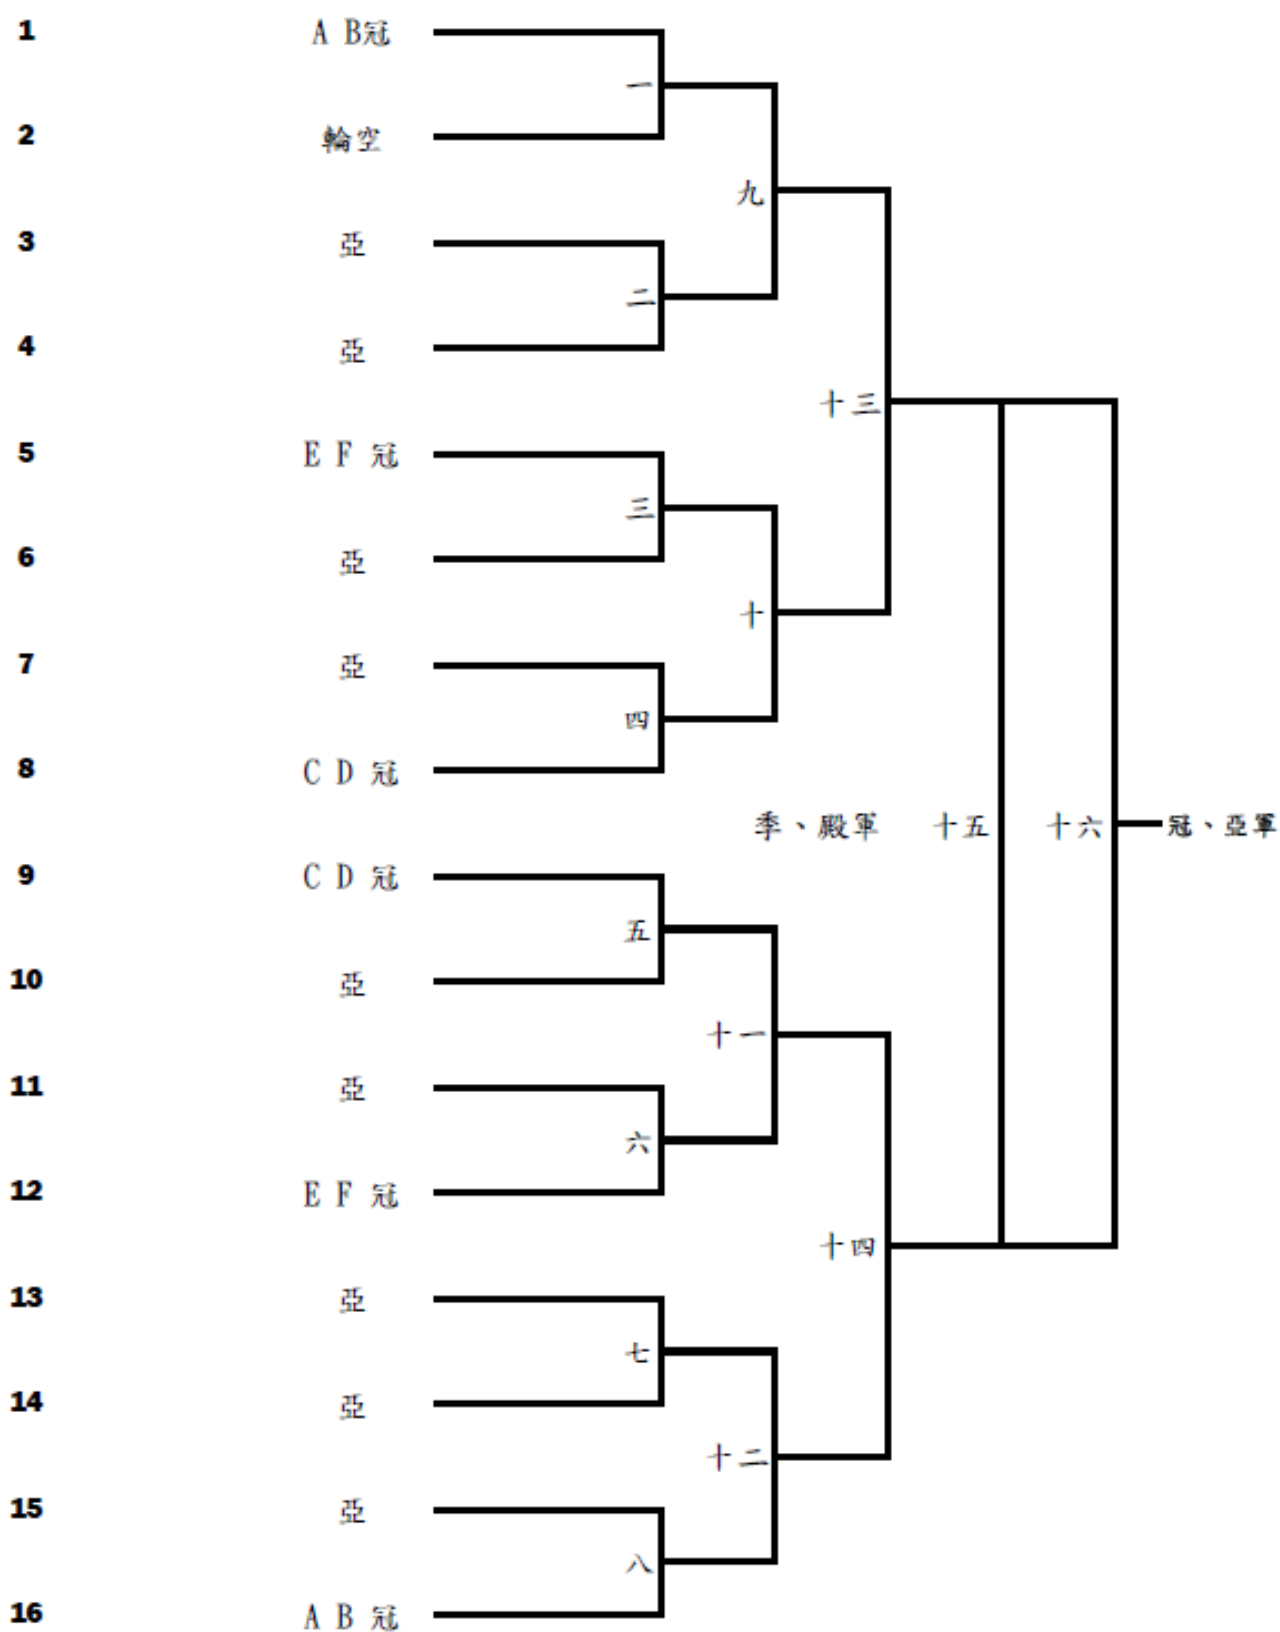 1 A B冠
一
2 輪空
九
3 亞
二
4 亞
十三
5 E F 冠
三
6 亞
十
7 亞
四
8 C D 冠
季、殿軍 十五 十六 冠、亞軍
9 C D 冠
五
10 亞
十一
11 亞
六
12 E F 冠
十四
13 亞
七
14 亞
十二
15 亞
八
16 A B 冠